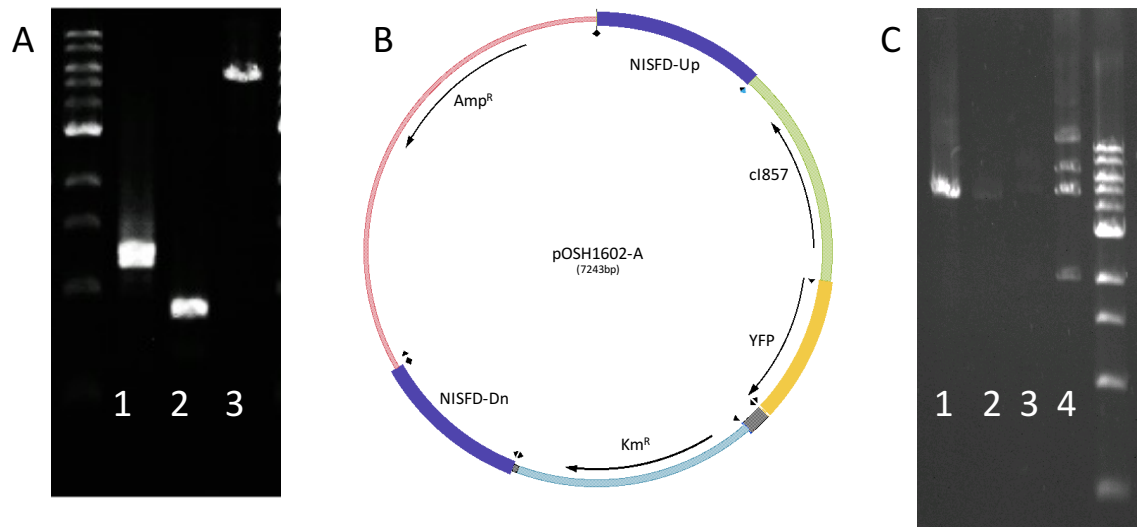 A
1 2 3
B
NISFD-Up
AmpR
cI857
pOSH1602-A
(7243bp)
YFP
NISFD-Dn
KmR
C
1 2 3 4